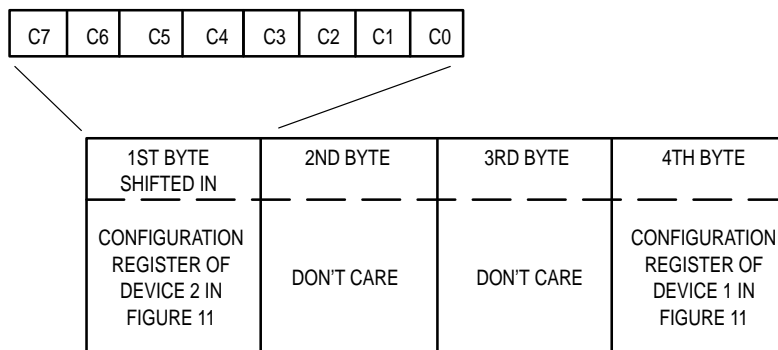 C7 C6 C5 C4 C3 C2 C1 C0
1ST BYTE
SHIFTED IN
2ND BYTE
3RD BYTE
4TH BYTE
CONFIGURATION
REGISTER OF
DEVICE 2 IN
FIGURE 11
DON'T CARE
DON'T CARE
CONFIGURATION
REGISTER OF
DEVICE 1 IN
FIGURE 11